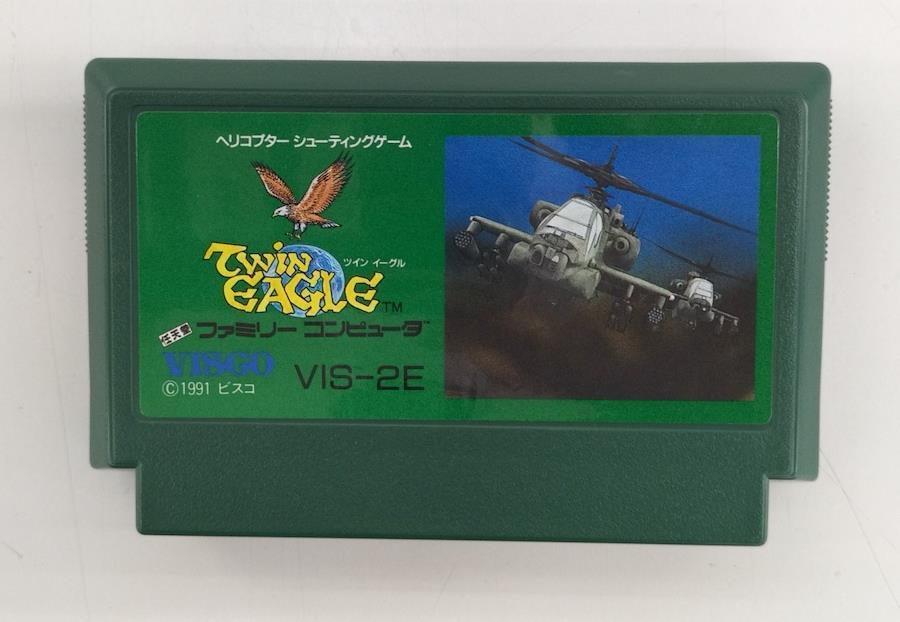 ヘリコプター シューティングゲーム
TWIN
ツイン イーグル
EAGLE™
任天堂 ファミリー コンピュータ™
VISCO
©1991 ビスコ
VIS-2E